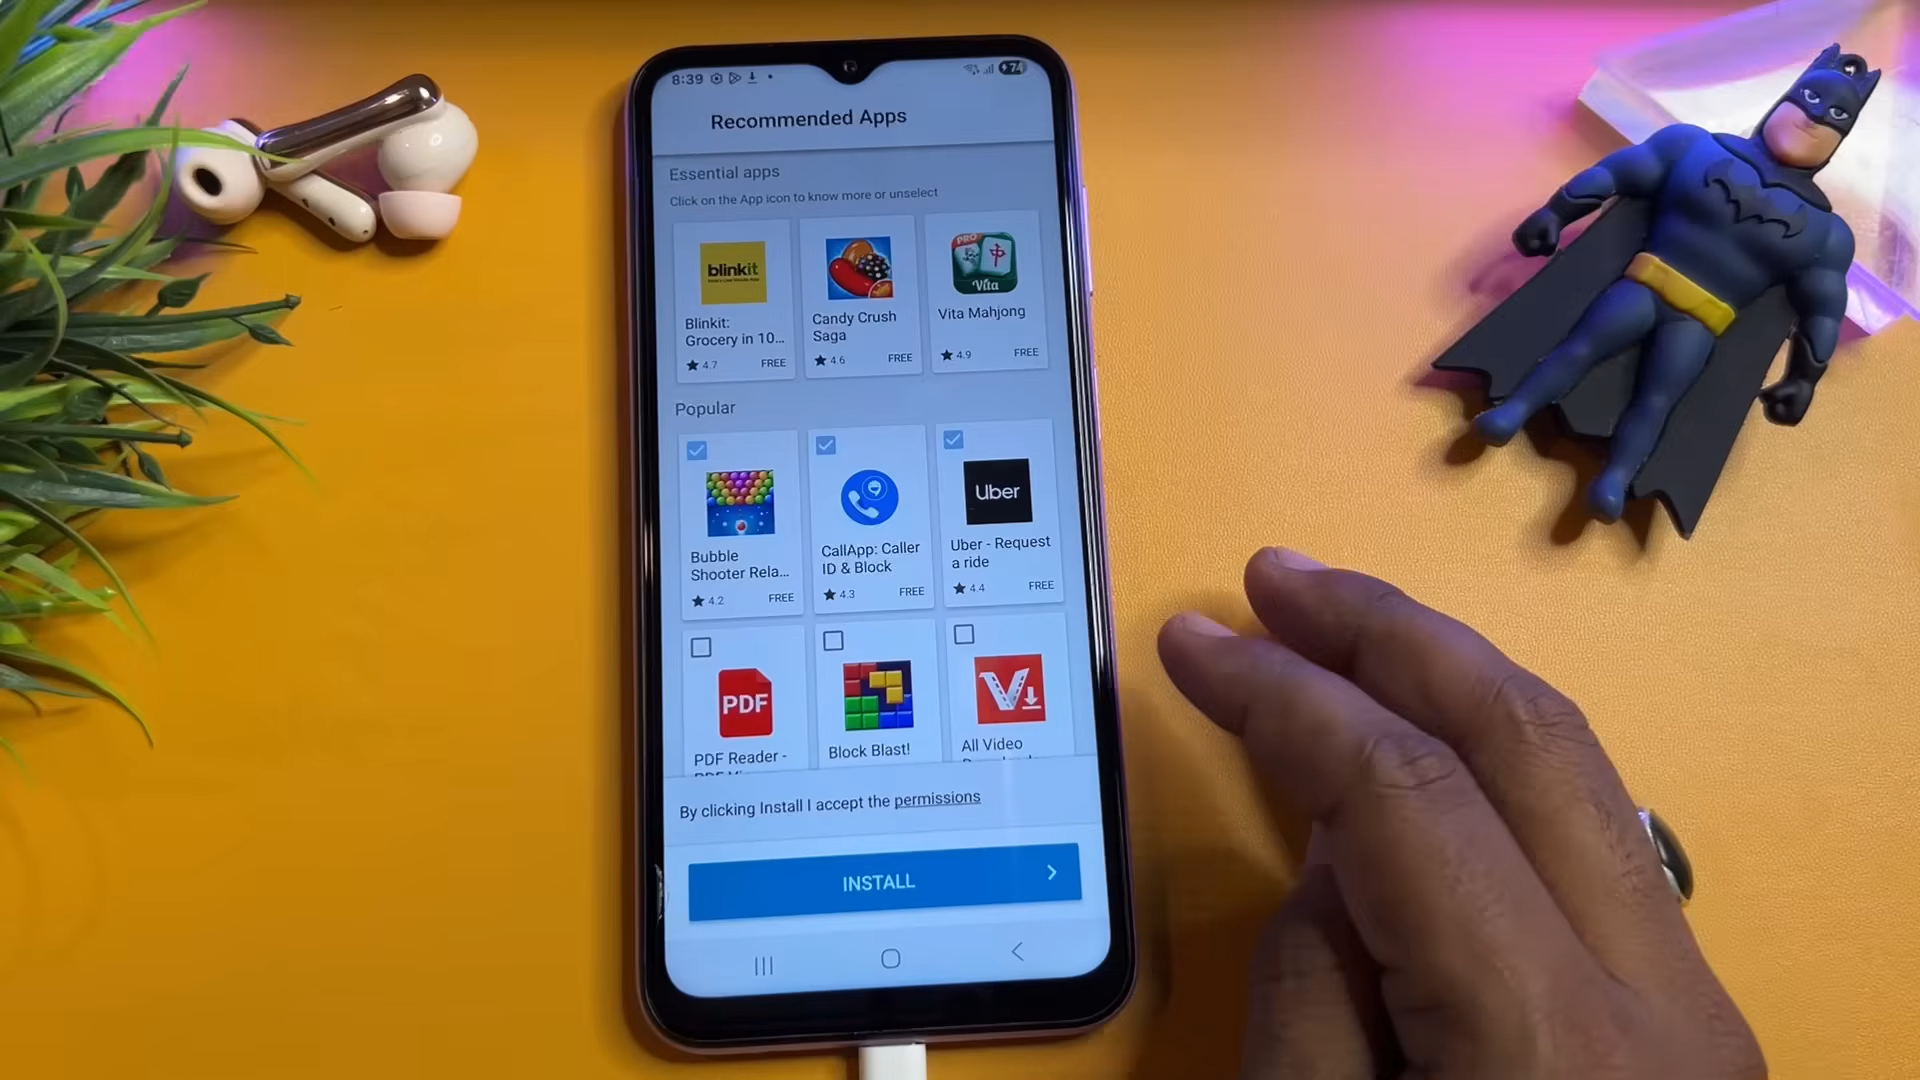 8:39
74
Recommended Apps
Essential apps
Click on the App icon to know more or unselect
blinkit
PRO
Vita
Blinkit:
Grocery in 10...
4.7 FREE
Candy Crush
Saga
4.6 FREE
Vita Mahjong
4.9 FREE
Popular
Uber
Bubble
Shooter Rela...
4.2 FREE
CallApp: Caller
ID & Block
4.3 FREE
Uber - Request
a ride
4.4 FREE
PDF
PDF Reader -
Block Blast!
All Video
By clicking Install I accept the permissions
INSTALL